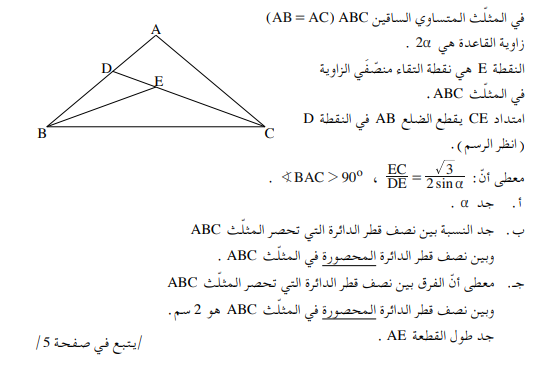 في المثلّث المتساوي الساقين ABC (AB = AC)
زاوية القاعدة هي 2α .
النقطة E هي نقطة التقاء منصّفَي الزاوية
في المثلّث ABC .
امتداد CE يقطع الضلع AB في النقطة D
(انظر الرسم).
معطى أنّ: EC/DE = √3/(2 sin α) ، ∢BAC > 90° .
أ. جد α .
ب. جد النسبة بين نصف قطر الدائرة التي تحصر المثلّث ABC
وبين نصف قطر الدائرة المحصورة في المثلّث ABC .
جـ. معطى أنّ الفرق بين نصف قطر الدائرة التي تحصر المثلّث ABC
وبين نصف قطر الدائرة المحصورة في المثلّث ABC هو 2 سم.
جد طول القطعة AE .
/يتبع في صفحة 5/
A
D
E
B
C